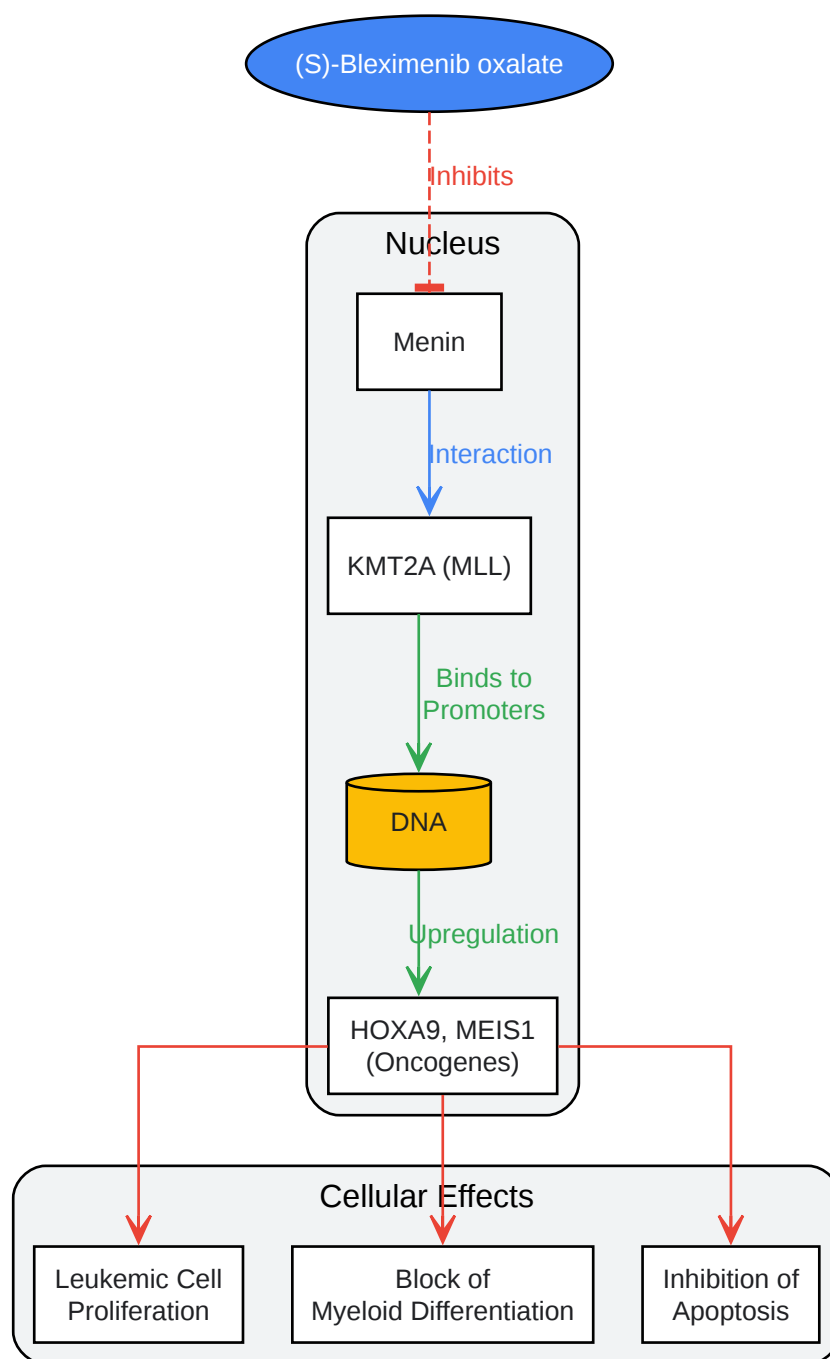 (S)-Bleximenib oxalate
Inhibits
Nucleus
Menin
Interaction
KMT2A (MLL)
Binds to
Promoters
DNA
Upregulation
HOXA9, MEIS1
(Oncogenes)
Cellular Effects
Leukemic Cell
Proliferation
Block of
Myeloid Differentiation
Inhibition of
Apoptosis